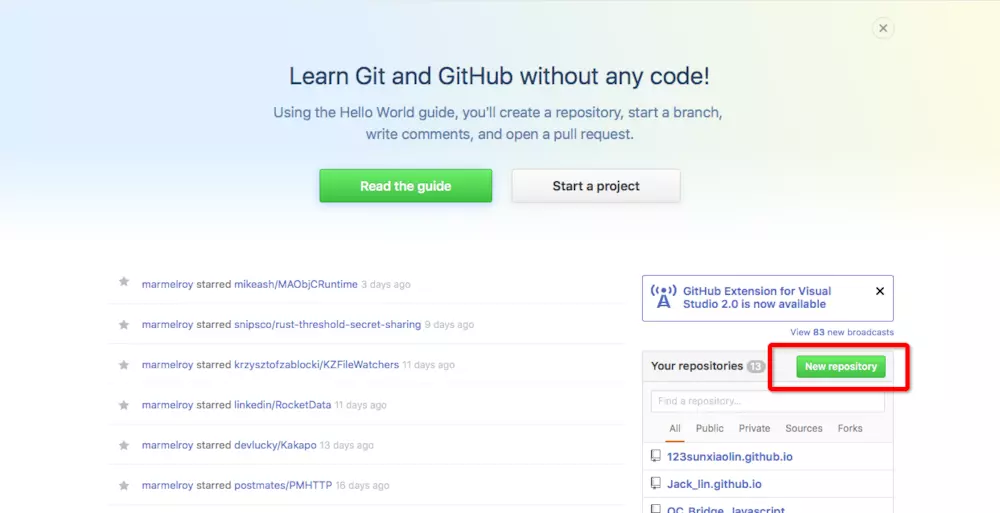 Learn Git and GitHub without any code!
Using the Hello World guide, you'll create a repository, start a branch,
write comments, and open a pull request.
Read the guide
Start a project
marmelroy starred mikeash/MAObjCRuntime 3 days ago
marmelroy starred snipsco/rust-threshold-secret-sharing 9 days ago
marmelroy starred krzysztofzablocki/KZFileWatchers 11 days ago
marmelroy starred linkedin/RocketData 11 days ago
marmelroy starred devlucky/Kakapo 13 days ago
marmelroy starred postmates/PMHTTP 16 days ago
GitHub Extension for Visual
Studio 2.0 is now available
View 83 new broadcasts
Your repositories 13
New repository
Find a repository...
All Public Private Sources Forks
123sunxiaolin.github.io
Jack_lin.github.io
OC_Bridge_Javascript